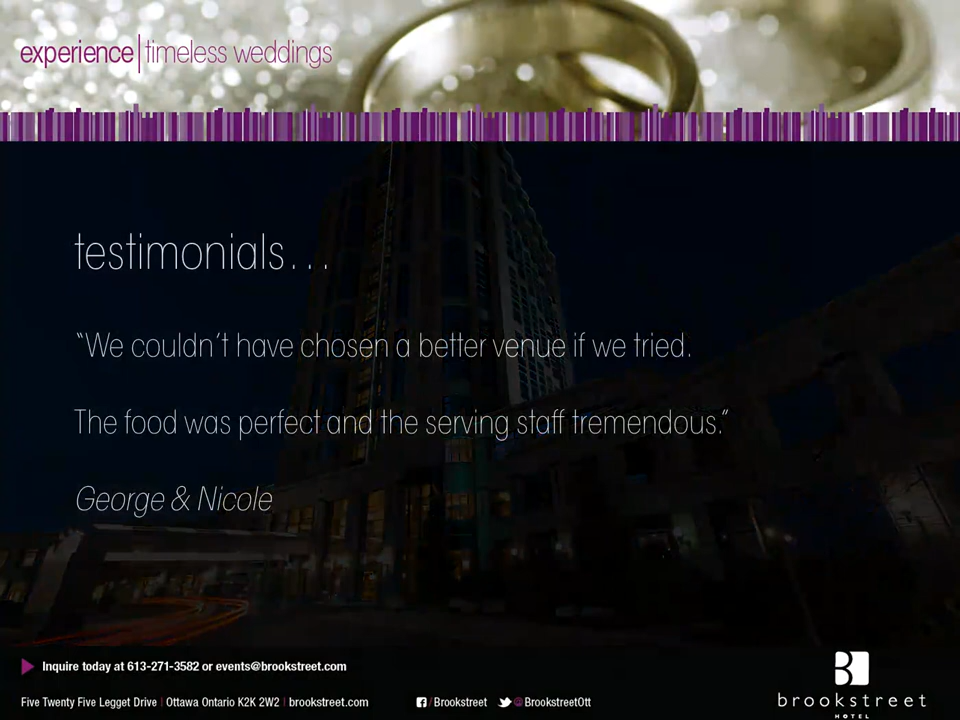 experience|timeless weddings
testimonials...
“We couldn’t have chosen a better venue if we tried.
The food was perfect and the serving staff tremendous.”
George & Nicole
Inquire today at 613-271-3582 or events@brookstreet.com
Five Twenty Five Legget Drive | Ottawa Ontario K2K 2W2 | brookstreet.com
/Brookstreet @BrookstreetOtt
brookstreet
HOTEL